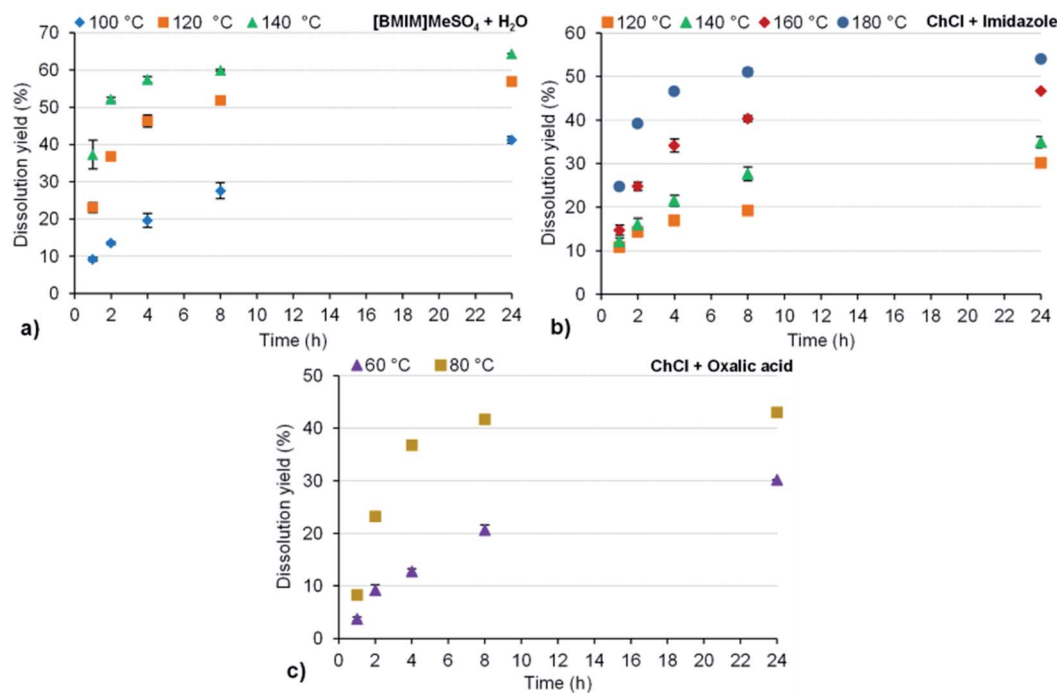 100 °C 120 °C 140 °C [BMIM]MeSO₄ + H₂O
70
60
50
40
30
20
10
0
Dissolution yield (%)
0 2 4 6 8 10 12 14 16 18 20 22 24
Time (h)
a)
120 °C 140 °C 160 °C 180 °C ChCl + Imidazole
60
50
40
30
20
10
0
Dissolution yield (%)
0 2 4 6 8 10 12 14 16 18 20 22 24
Time (h)
b)
60 °C 80 °C ChCl + Oxalic acid
50
40
30
20
10
0
Dissolution yield (%)
0 2 4 6 8 10 12 14 16 18 20 22 24
Time (h)
c)